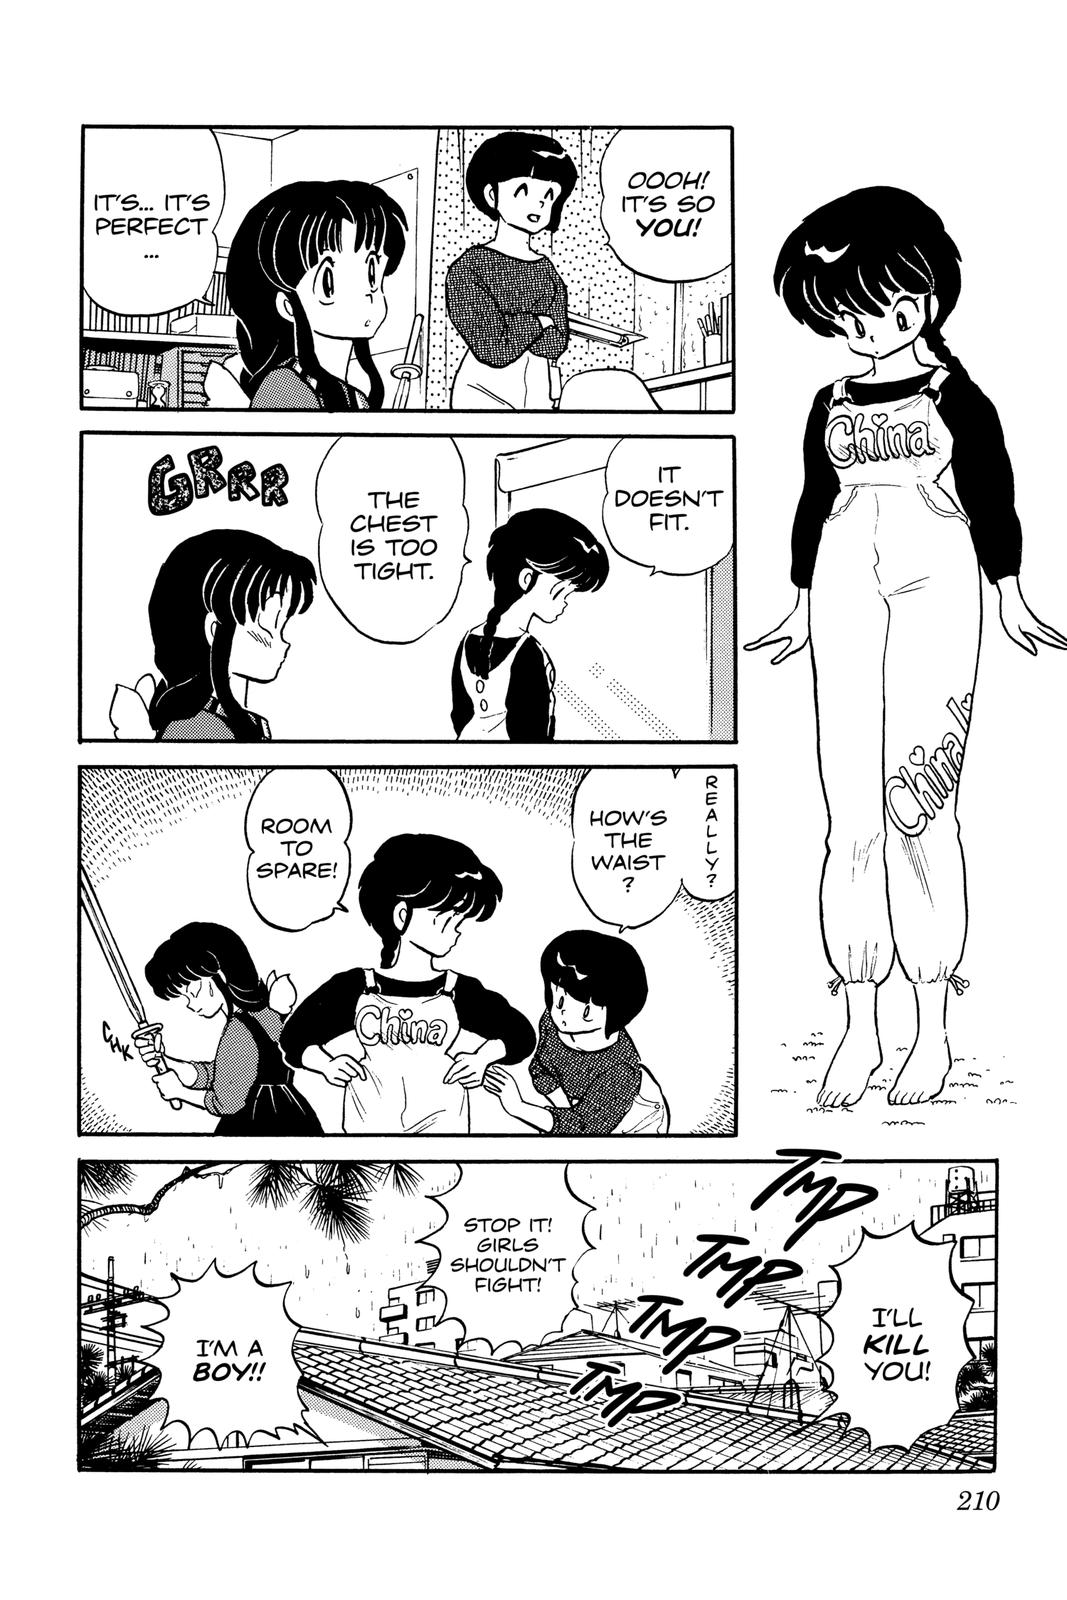 OOOH!
IT'S SO
YOU!
IT'S... IT'S
PERFECT
...
China
China
IT
DOESN'T
FIT.
THE
CHEST
IS TOO
TIGHT.
GRRR
REALLY?
HOW'S
THE
WAIST
?
ROOM
TO
SPARE!
China
CHK
TMP
TMP
TMP
TMP
I'LL
KILL
YOU!
STOP IT!
GIRLS
SHOULDN'T
FIGHT!
I'M A
BOY!!
210